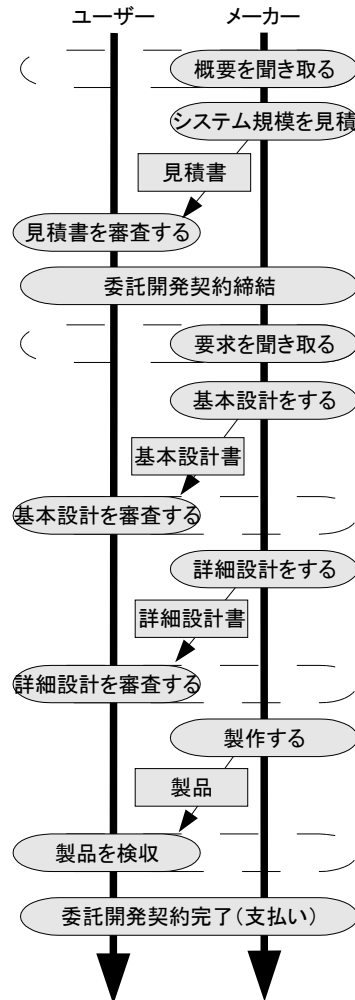 ユーザー
メーカー
概要を聞き取る
システム規模を見積
見積書
見積書を審査する
委託開発契約締結
要求を聞き取る
基本設計をする
基本設計書
基本設計を審査する
詳細設計をする
詳細設計書
詳細設計を審査する
製作する
製品
製品を検収
委託開発契約完了(支払い)